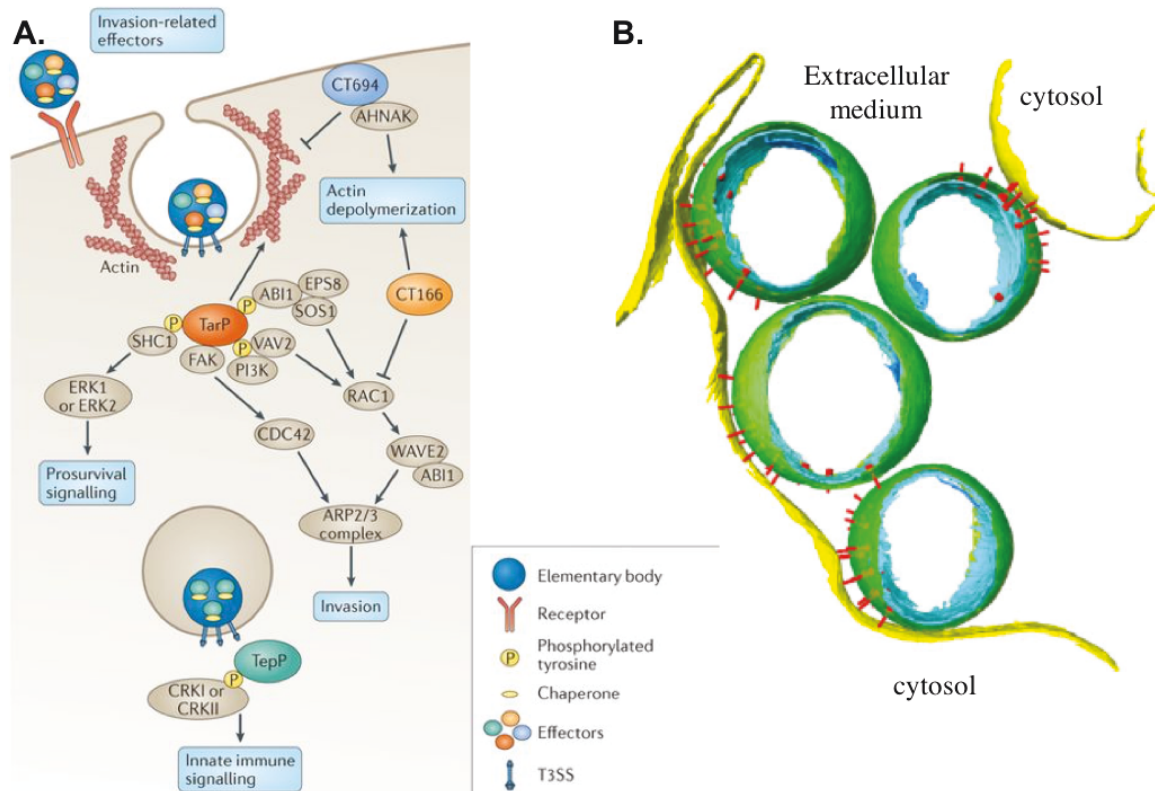 A.
Invasion-related
effectors
CT694
AHNAK
Actin
depolymerization
Actin
CT166
P
ABI1
EPS8
SOS1
P
TarP
SHC1
FAK
P
VAV2
PI3K
RAC1
ERK1
or ERK2
CDC42
WAVE2
ABI1
Prosurvival
signalling
ARP2/3
complex
Invasion
TepP
P
CRKI or
CRKII
Innate immune
signalling
Elementary body
Receptor
P
Phosphorylated
tyrosine
Chaperone
Effectors
T3SS
B.
Extracellular
medium
cytosol
cytosol